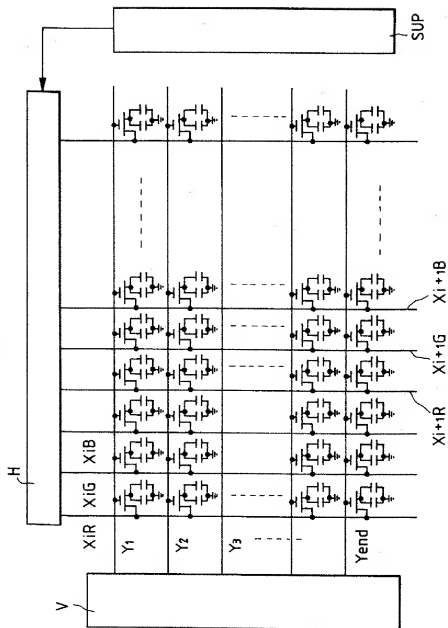 H
SUP
XiR
XiG
XiB
Y1
Y2
Y3
Yend
V
Xi+1R
Xi+1G
Xi+1B